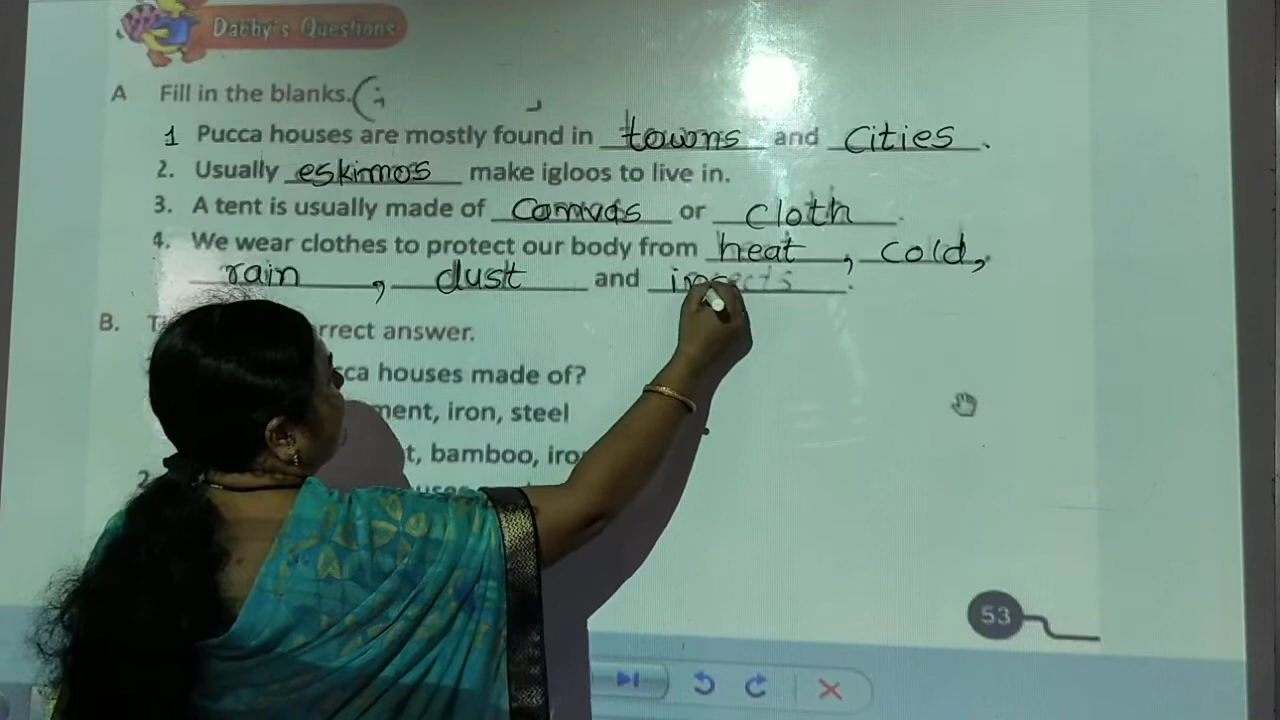 Dabby's Questions
A Fill in the blanks.
1 Pucca houses are mostly found in towns and cities.
2. Usually eskimos make igloos to live in.
3. A tent is usually made of Canvas or cloth.
4. We wear clothes to protect our body from heat, cold,
rain, dust and insects.
B. rrect answer.
ca houses made of?
ment, iron, steel
t, bamboo, iro
2
53